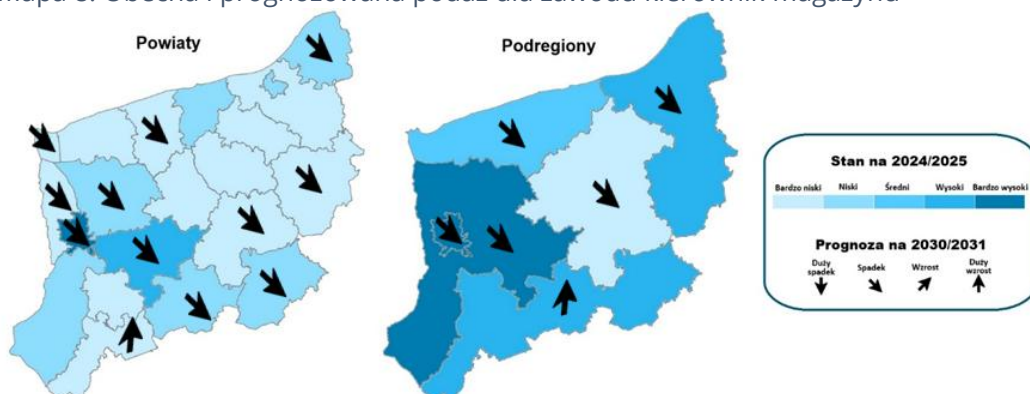 Mapa 8. Obecna i prognozowana podaż dla zawodu kierownik magazynu
Powiaty
Podregiony
Stan na 2024/2025
Bardzo niski
Niski
Średni
Wysoki
Bardzo wysoki
Prognoza na 2030/2031
Duży
spadek
Spadek
Wzrost
Duży
wzrost